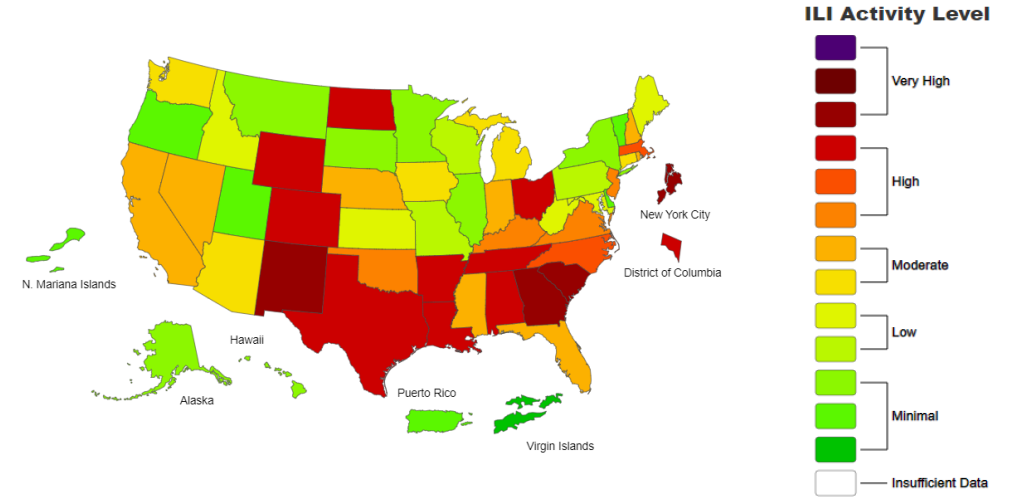 ILI Activity Level
Very High
High
Moderate
Low
Minimal
Insufficient Data
New York City
District of Columbia
N. Mariana Islands
Hawaii
Alaska
Puerto Rico
Virgin Islands